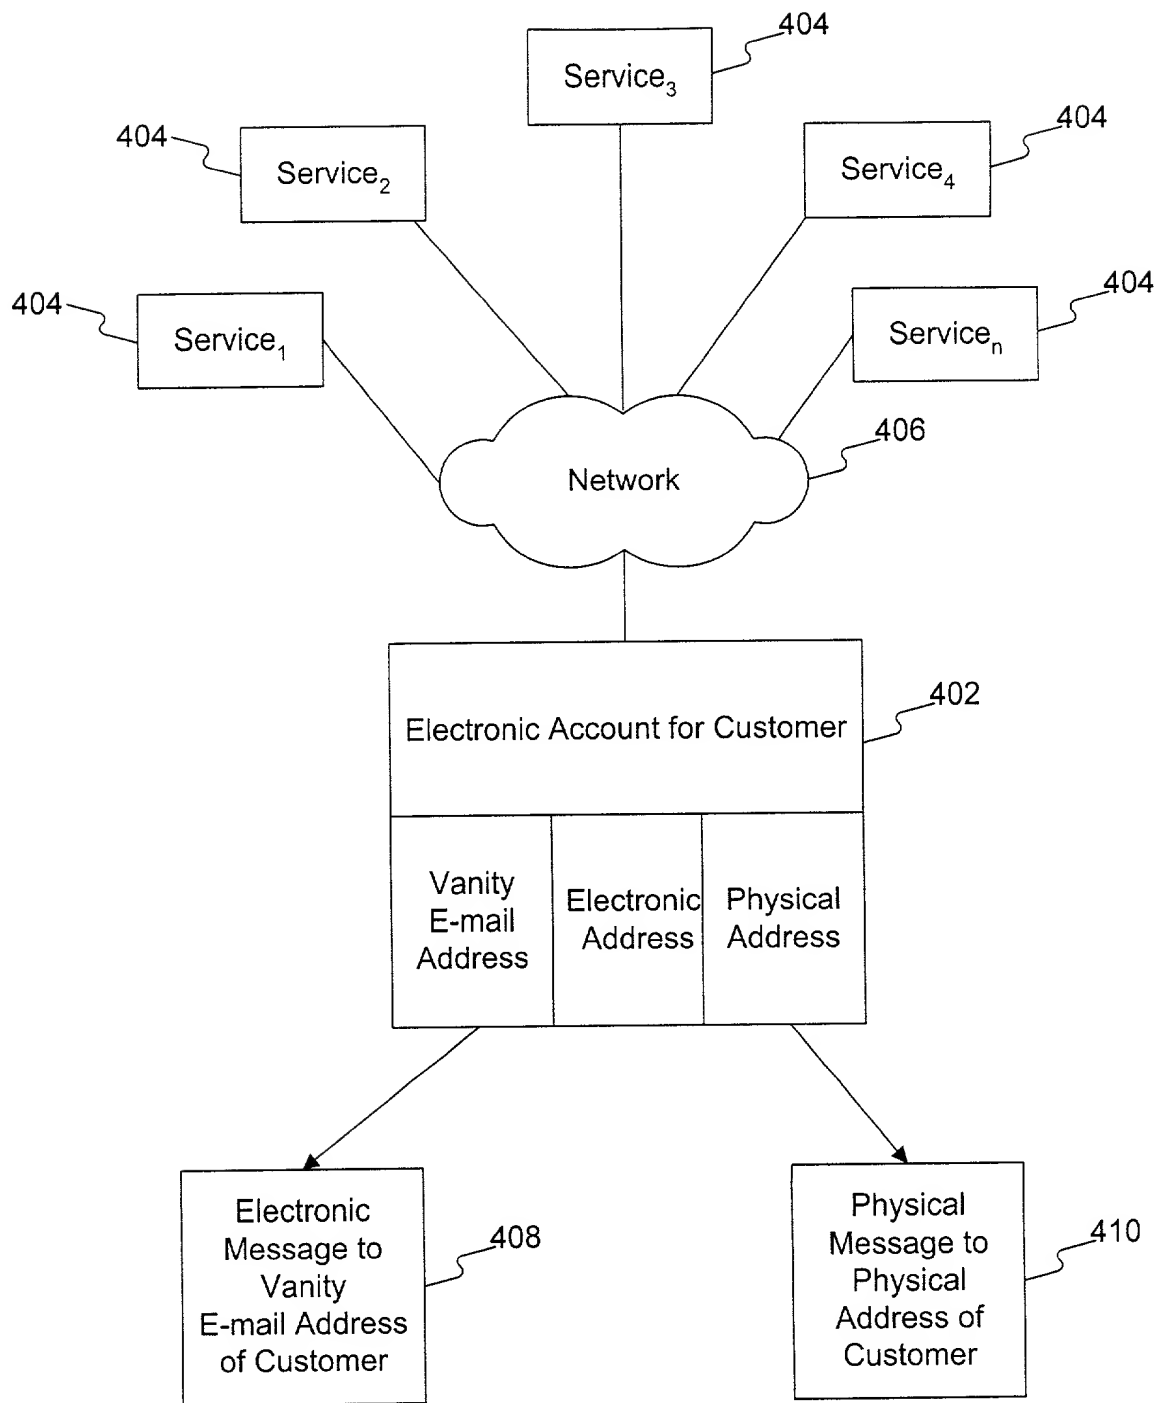 404
Service3
404
Service2
404
Service4
404
Service1
404
Servicen
404
Network
406
Electronic Account for Customer
402
Vanity
E-mail
Address
Electronic
Address
Physical
Address
Electronic
Message to
Vanity
E-mail Address
of Customer
408
Physical
Message to
Physical
Address of
Customer
410